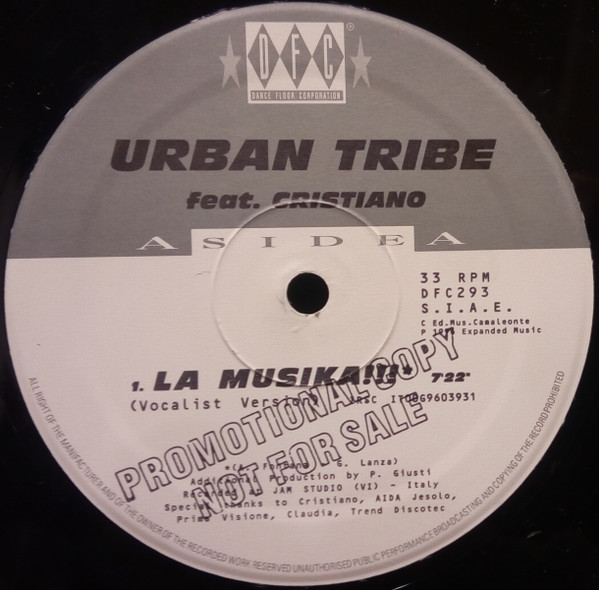 DFC®
DANCE FLOOR CORPORATION
URBAN TRIBE
feat. CRISTIANO
A SIDE A
33 RPM
DFC293
S.I.A.E.
C Ed.Mus.Camaleonte
P Expanded Music
1. LA MUSIKA!!!* 7'22"
(Vocalist Version)
PROMOTIONAL COPY
NOT FOR SALE
G. Lanza)
Additional Production by P. Giusti
Recorded at JAM STUDIO (VI) - Italy
Special thanks to Cristiano, AIDA Jesolo,
Prima Visione, Claudia, Trend Discotec
ALL RIGHT OF THE MANUFACTURER AND OF THE OWNER OF THE RECORDED WORK RESERVED UNAUTHORISED PUBLIC PERFORMANCE BROADCASTING AND COPYING OF THE RECORD PROHIBITED